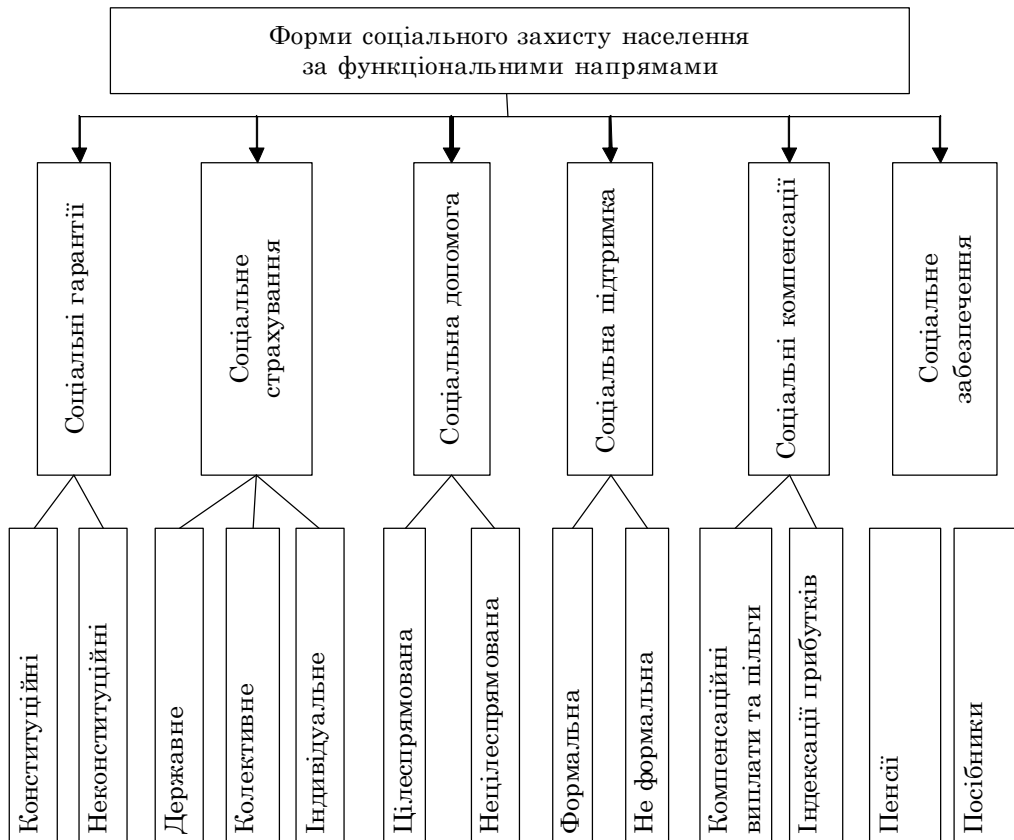 Форми соціального захисту населення
за функціональними напрямами
Соціальні гарантії
Соціальне
страхування
Соціальна допомога
Соціальна підтримка
Соціальні компенсації
Соціальне
забезпечення
Конституційні
Неконституційні
Державне
Колективне
Індивідуальне
Цілеспрямована
Нецілеспрямована
Формальна
Не формальна
Компенсаційні
виплати та пільги
Індексації прибутків
Пенсії
Посібники